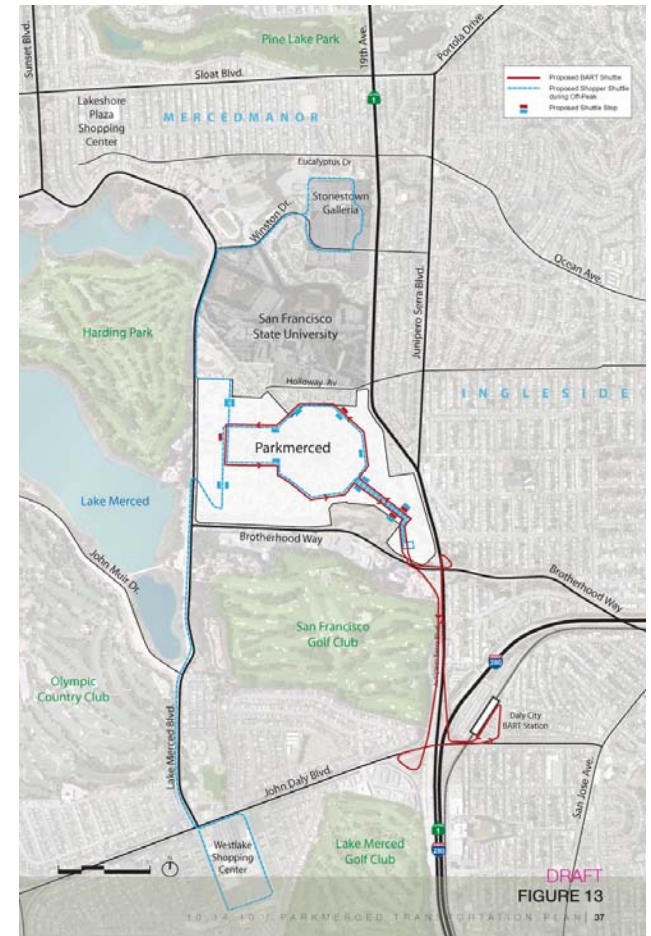 Sunset Blvd.
Pine Lake Park
19th Ave.
Portola Drive
Sloat Blvd.
1
Proposed BART Shuttle
Proposed Shopper Shuttle
during Off-Peak
Proposed Shuttle Stop
Lakeshore
Plaza
Shopping
Center
MERCED MANOR
Eucalyptus Dr
Stonestown
Galleria
Winston Dr.
Ocean Ave.
Junipero Serra Blvd.
San Francisco
State University
Harding Park
Holloway Av
INGLESIDE
Parkmerced
Lake Merced
Brotherhood Way
John Muir Dr.
Brotherhood Way
San Francisco
Golf Club
280
Olympic
Country Club
Daly City
BART Station
Lake Merced Blvd.
John Daly Blvd.
San Jose Ave.
1
280
Westlake
Shopping
Center
Lake Merced
Golf Club
N
DRAFT
FIGURE 13
10.14.10 / PARKMERCED TRANSPORTATION PLAN | 37